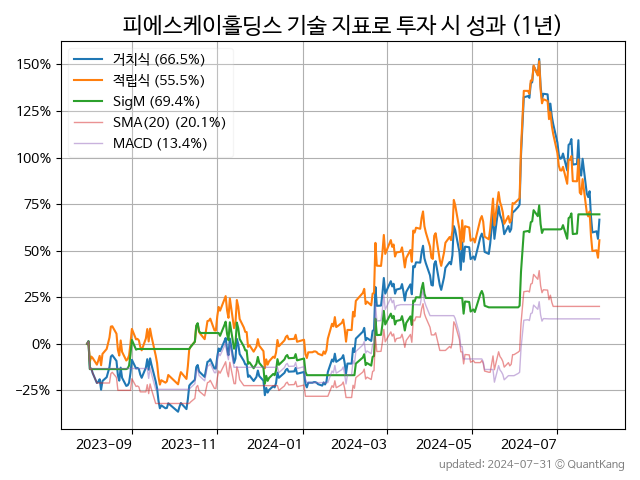 피에스케이홀딩스 기술 지표로 투자 시 성과 (1년)
거치식 (66.5%)
적립식 (55.5%)
SigM (69.4%)
SMA(20) (20.1%)
MACD (13.4%)
150%
125%
100%
75%
50%
25%
0%
−25%
2023-09 2023-11 2024-01 2024-03 2024-05 2024-07
updated: 2024-07-31 © QuantKang